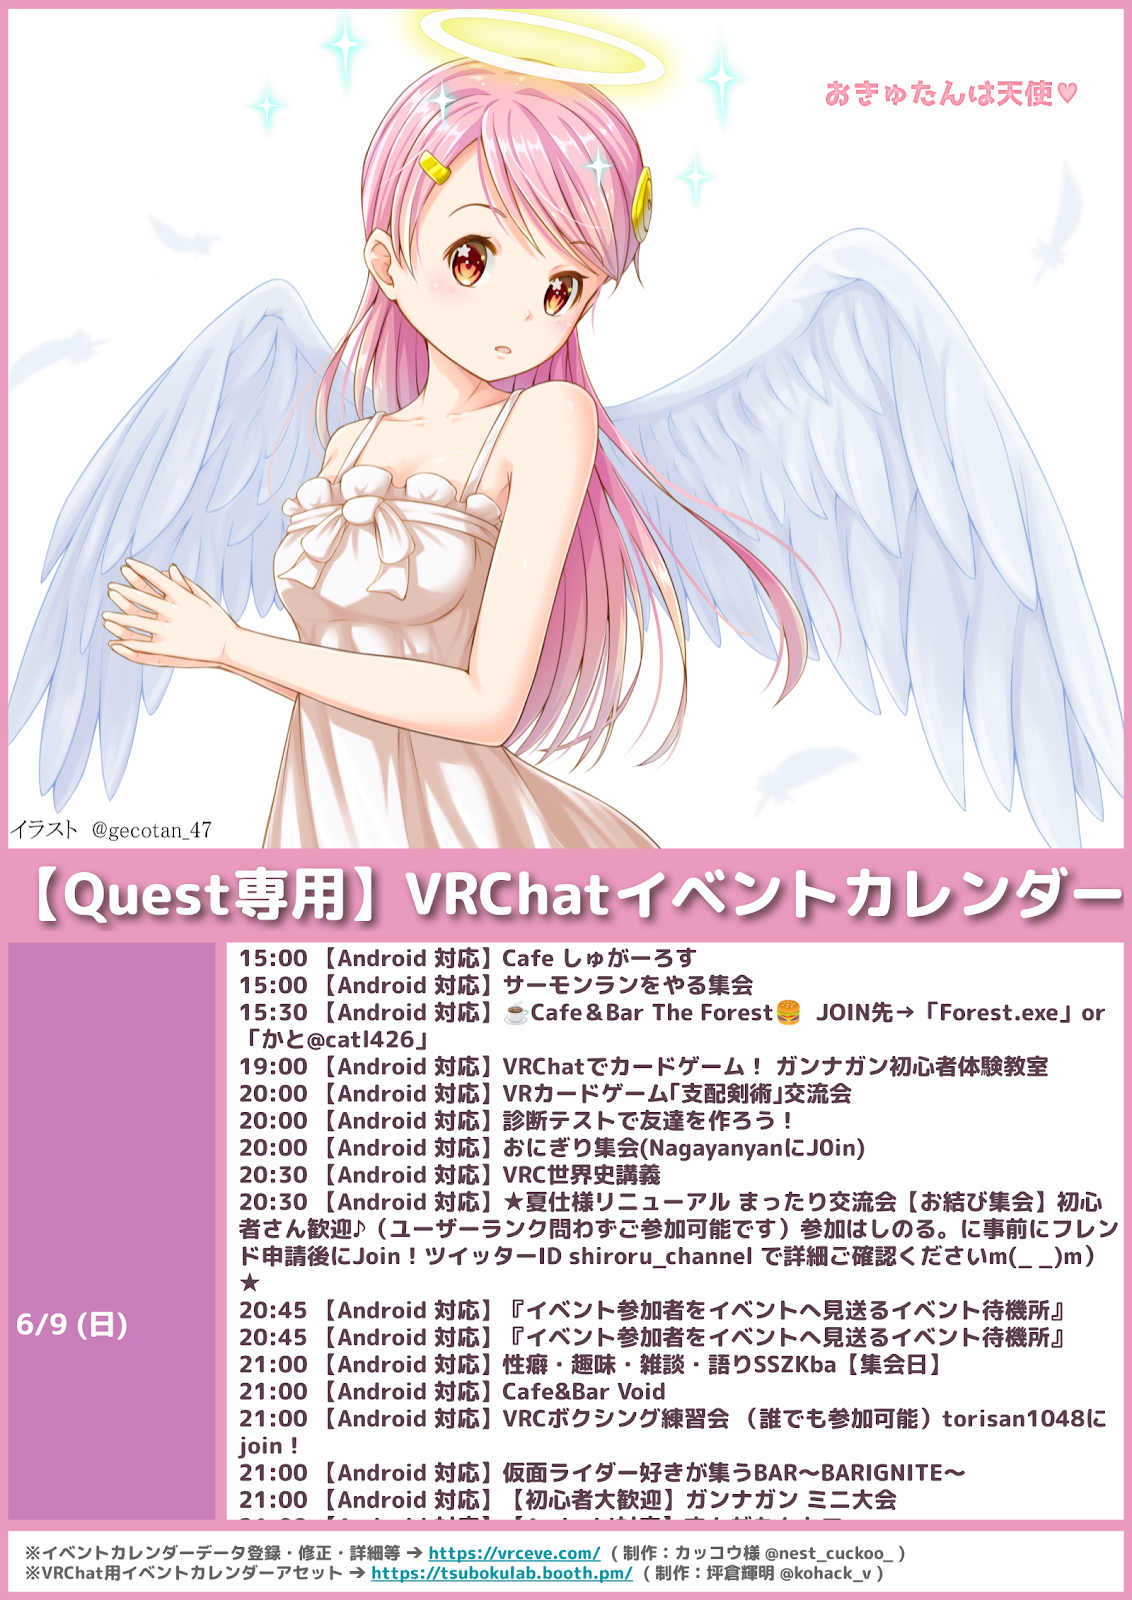 おきゅたんは天使♥
イラスト @gecotan_47
【Quest専用】VRChatイベントカレンダー
6/9 (日)
15:00 【Android 対応】Cafe しゅがーろす
15:00 【Android 対応】サーモンランをやる集会
15:30 【Android 対応】☕Cafe＆Bar The Forest🍔 JOIN先→「Forest.exe」or
「かと@catl426」
19:00 【Android 対応】VRChatでカードゲーム！ ガンナガン初心者体験教室
20:00 【Android 対応】VRカードゲーム｢支配剣術｣交流会
20:00 【Android 対応】診断テストで友達を作ろう！
20:00 【Android 対応】おにぎり集会(NagayanyanにJ0in)
20:30 【Android 対応】VRC世界史講義
20:30 【Android 対応】★夏仕様リニューアル まったり交流会【お結び集会】初心
者さん歓迎♪（ユーザーランク問わずご参加可能です）参加はしのる。に事前にフレン
ド申請後にJoin！ツイッターID shiroru_channel で詳細ご確認くださいm(_ _)m）
★
20:45 【Android 対応】『イベント参加者をイベントへ見送るイベント待機所』
20:45 【Android 対応】『イベント参加者をイベントへ見送るイベント待機所』
21:00 【Android 対応】性癖・趣味・雑談・語りSSZKba【集会日】
21:00 【Android 対応】Cafe&Bar Void
21:00 【Android 対応】VRCボクシング練習会 （誰でも参加可能）torisan1048に
join！
21:00 【Android 対応】仮面ライダー好きが集うBAR～BARIGNITE～
21:00 【Android 対応】【初心者大歓迎】ガンナガン ミニ大会
※イベントカレンダーデータ登録・修正・詳細等 ➔ https://vrceve.com/ ( 制作：カッコウ様 @nest_cuckoo_ )
※VRChat用イベントカレンダーアセット ➔ https://tsubokulab.booth.pm/ ( 制作：坪倉輝明 @kohack_v )